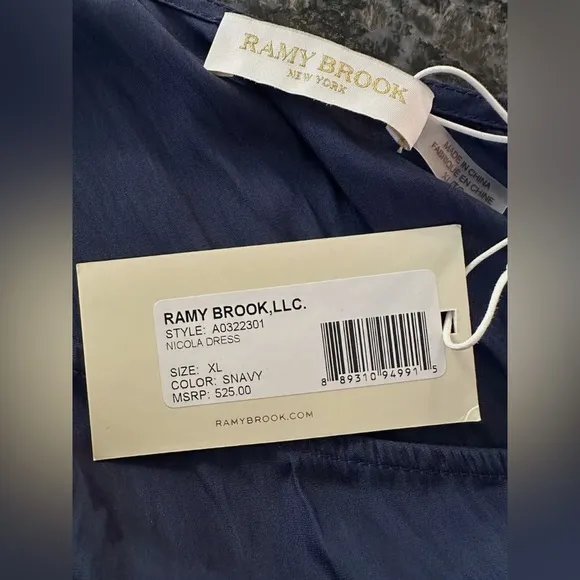 RAMY BROOK
NEW YORK
MADE IN CHINA
FABRIQUE EN CHINE
RAMY BROOK,LLC.
STYLE: A0322301
NICOLA DRESS
SIZE: XL
COLOR: SNAVY
MSRP: 525.00
8 89310 94991 5
RAMYBROOK.COM